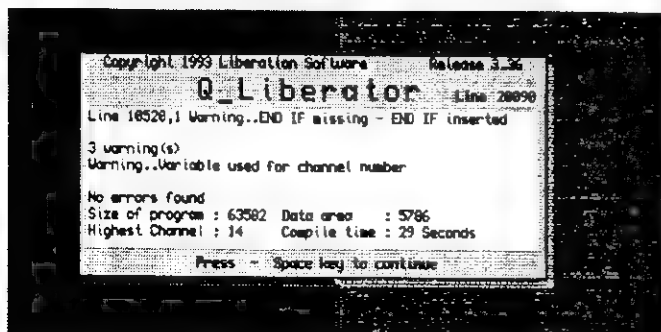 Copyright 1993 Liberation Software Release 3.36
Q_Liberator Line 20090
Line 10520,1 Warning..END IF missing - END IF inserted
3 warning(s)
Warning..Variable used for channel number
No errors found
Size of program : 63582 Data area : 5786
Highest Channel : 14 Compile time : 29 Seconds
Press - Space key to continue